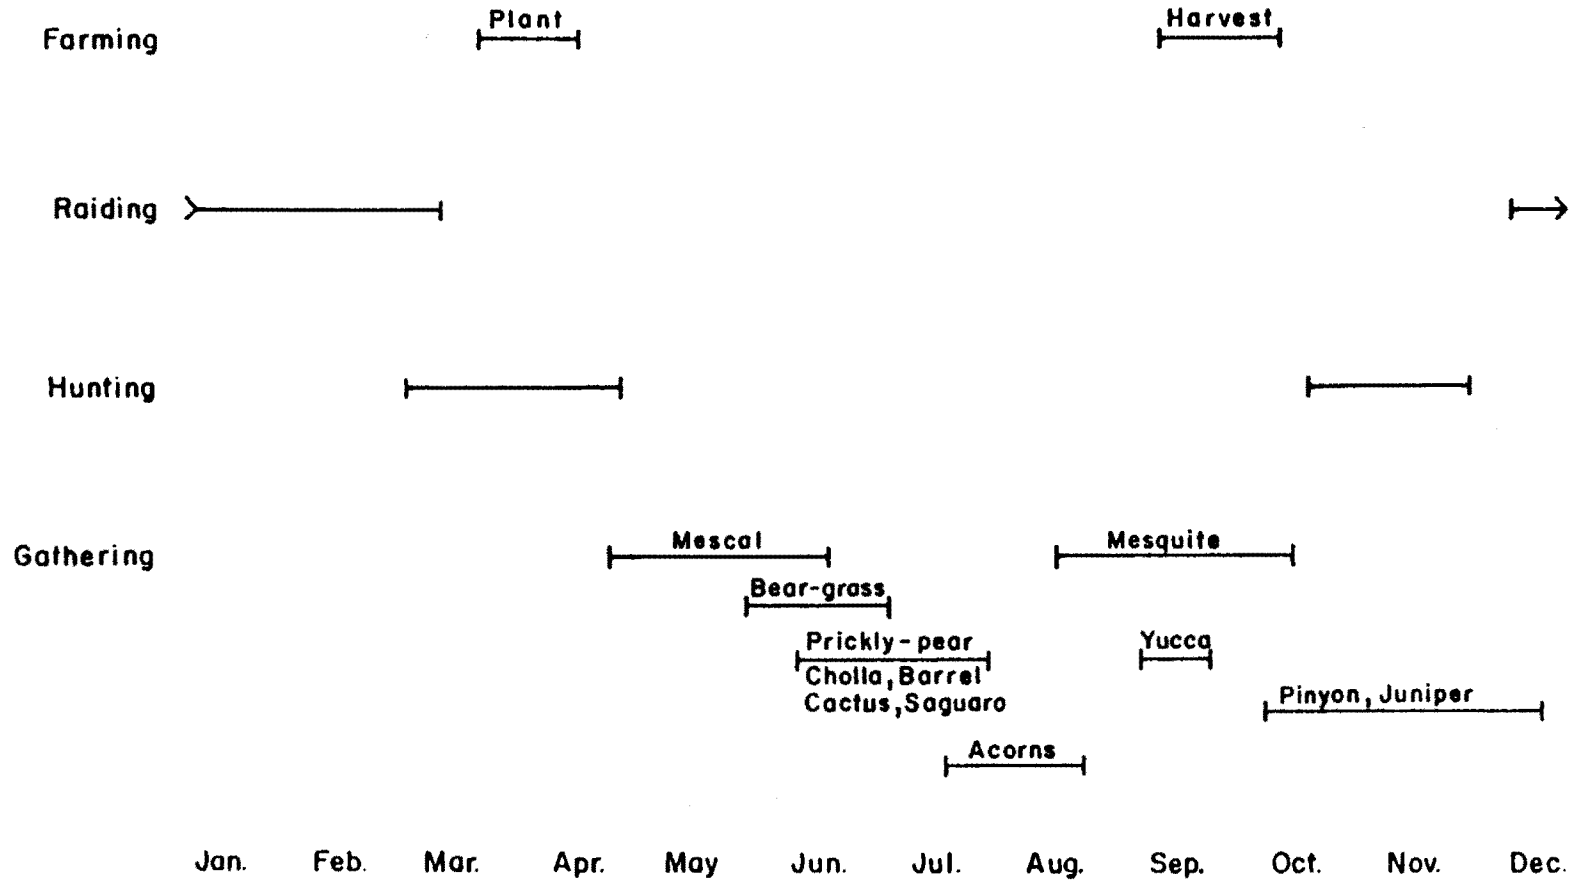 Farming
Plant
Harvest
Raiding
Hunting
Gathering
Mescal
Mesquite
Bear-grass
Prickly-pear
Cholla, Barrel
Cactus, Saguaro
Yucca
Pinyon, Juniper
Acorns
Jan. Feb. Mar. Apr. May Jun. Jul. Aug. Sep. Oct. Nov. Dec.